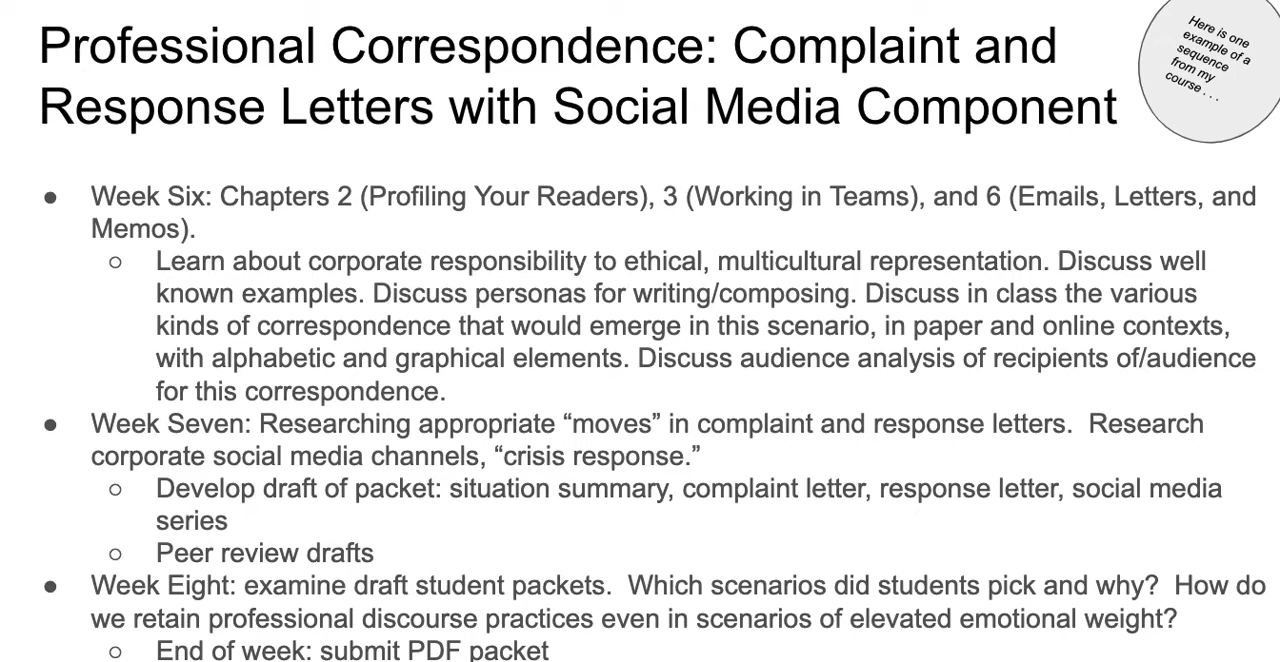 Professional Correspondence: Complaint and
Response Letters with Social Media Component
Here is one
example of a
sequence
from my
course . . .
● Week Six: Chapters 2 (Profiling Your Readers), 3 (Working in Teams), and 6 (Emails, Letters, and
Memos).
○ Learn about corporate responsibility to ethical, multicultural representation. Discuss well
known examples. Discuss personas for writing/composing. Discuss in class the various
kinds of correspondence that would emerge in this scenario, in paper and online contexts,
with alphabetic and graphical elements. Discuss audience analysis of recipients of/audience
for this correspondence.
● Week Seven: Researching appropriate “moves” in complaint and response letters.  Research
corporate social media channels, “crisis response.”
○ Develop draft of packet: situation summary, complaint letter, response letter, social media
series
○ Peer review drafts
● Week Eight: examine draft student packets.  Which scenarios did students pick and why?  How do
we retain professional discourse practices even in scenarios of elevated emotional weight?
○ End of week: submit PDF packet